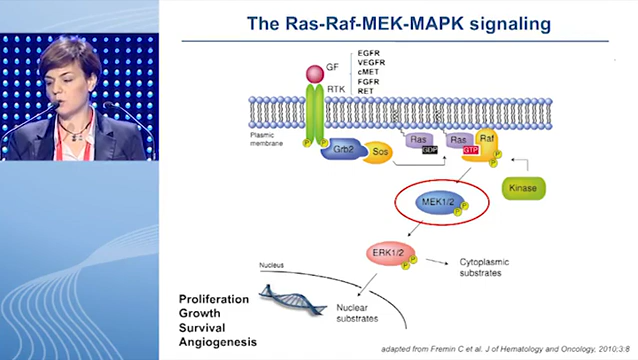 The Ras-Raf-MEK-MAPK signaling
EGFR
VEGFR
cMET
FGFR
RET
GF
RTK
Plasmic
membrane
P
P
Grb2
Sos
Ras
GDP
Ras
GTP
Raf
P
P
Kinase
MEK1/2
P
P
ERK1/2
P
P
Cytoplasmic
substrates
Nucleus
Nuclear
substrates
Proliferation
Growth
Survival
Angiogenesis
adapted from Fremin C et al. J of Hematology and Oncology, 2010;3:8